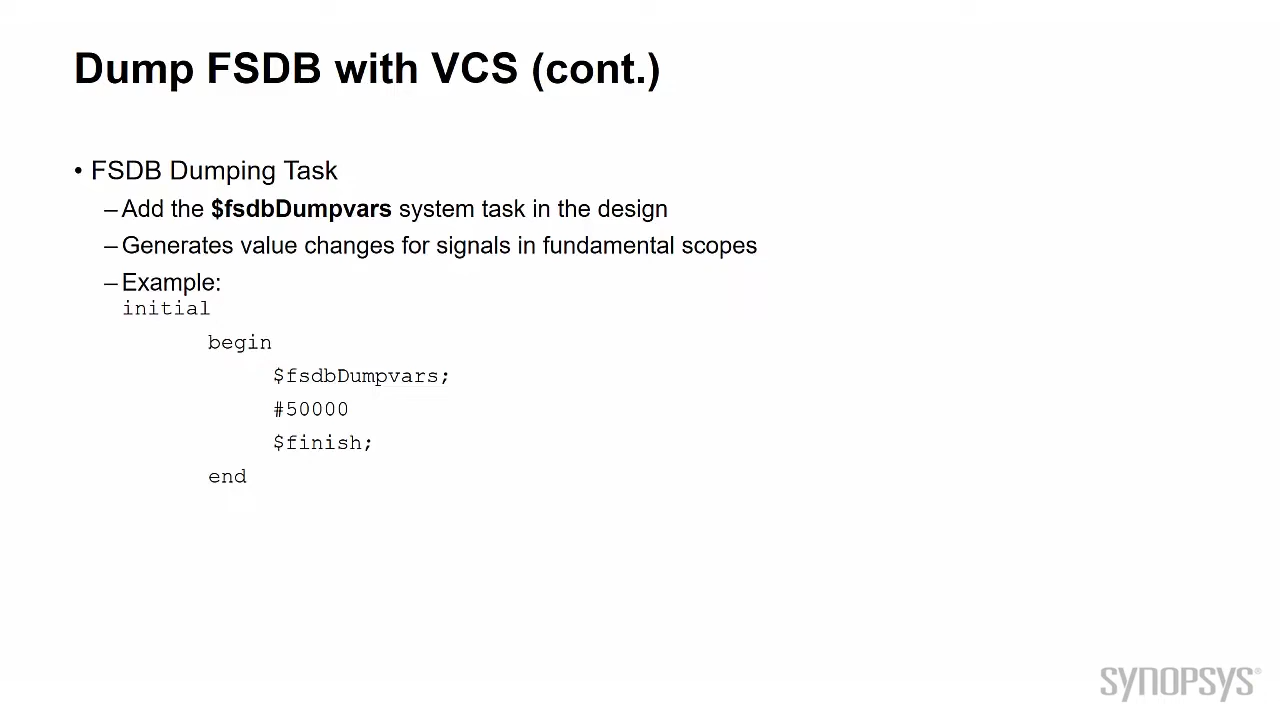 Dump FSDB with VCS (cont.)
• FSDB Dumping Task
– Add the $fsdbDumpvars system task in the design
– Generates value changes for signals in fundamental scopes
– Example:
initial
begin
$fsdbDumpvars;
#50000
$finish;
end
SYNOPSYS®